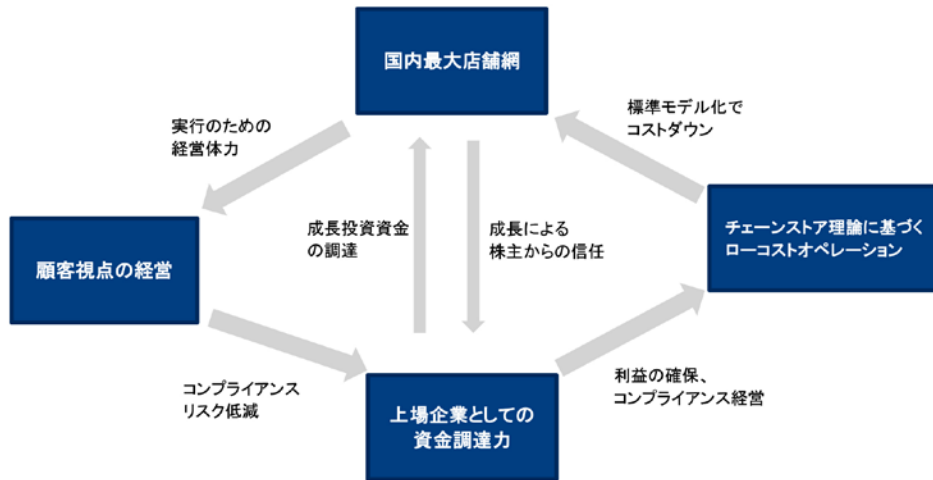 国内最大店舗網
実行のための
経営体力
標準モデル化で
コストダウン
顧客視点の経営
成長投資資金
の調達
成長による
株主からの信任
チェーンストア理論に基づく
ローコストオペレーション
コンプライアンス
リスク低減
上場企業としての
資金調達力
利益の確保、
コンプライアンス経営